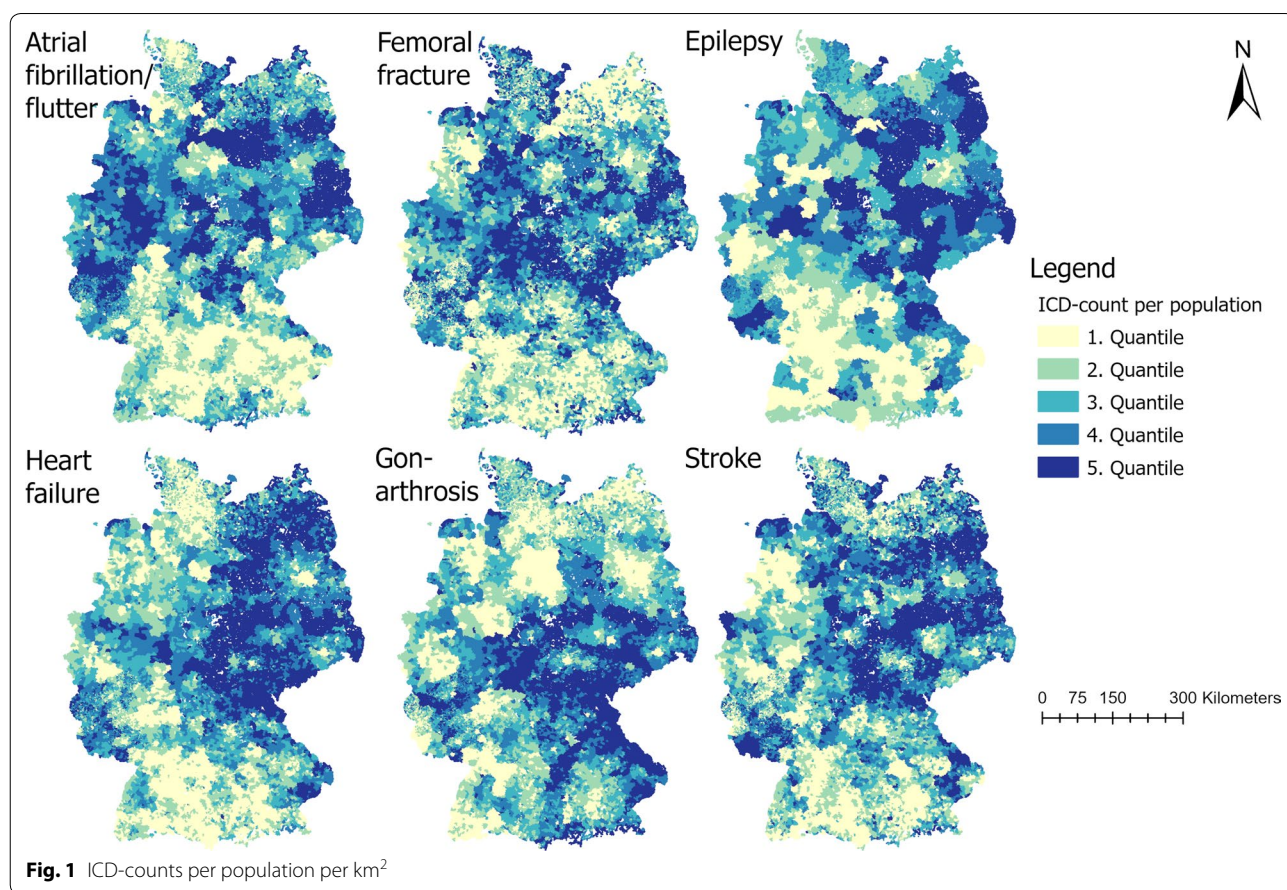 Atrial
fibrillation/
flutter
Femoral
fracture
Epilepsy
N
Legend
ICD-count per population
1. Quantile
2. Quantile
3. Quantile
4. Quantile
5. Quantile
Heart
failure
Gon-
arthrosis
Stroke
0 75 150 300 Kilometers
Fig. 1 ICD-counts per population per km²